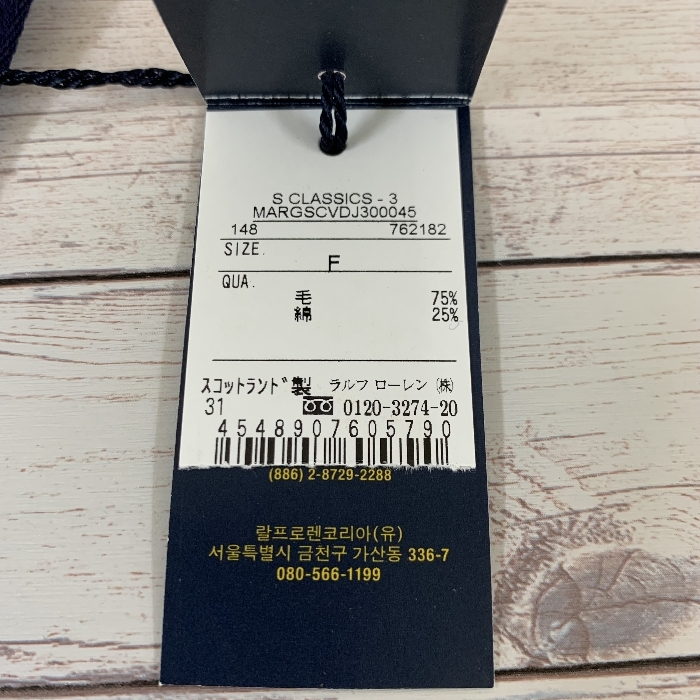 S CLASSICS - 3
MARGSCVDJ300045
148 762182
SIZE.
F
QUA.
毛 75%
綿 25%
スコットランド製 ラルフ ローレン ㈱
31 0120-3274-20
4548907605790
(886) 2-8729-2288
랄프로렌코리아(유)
서울특별시 금천구 가산동 336-7
080-566-1199